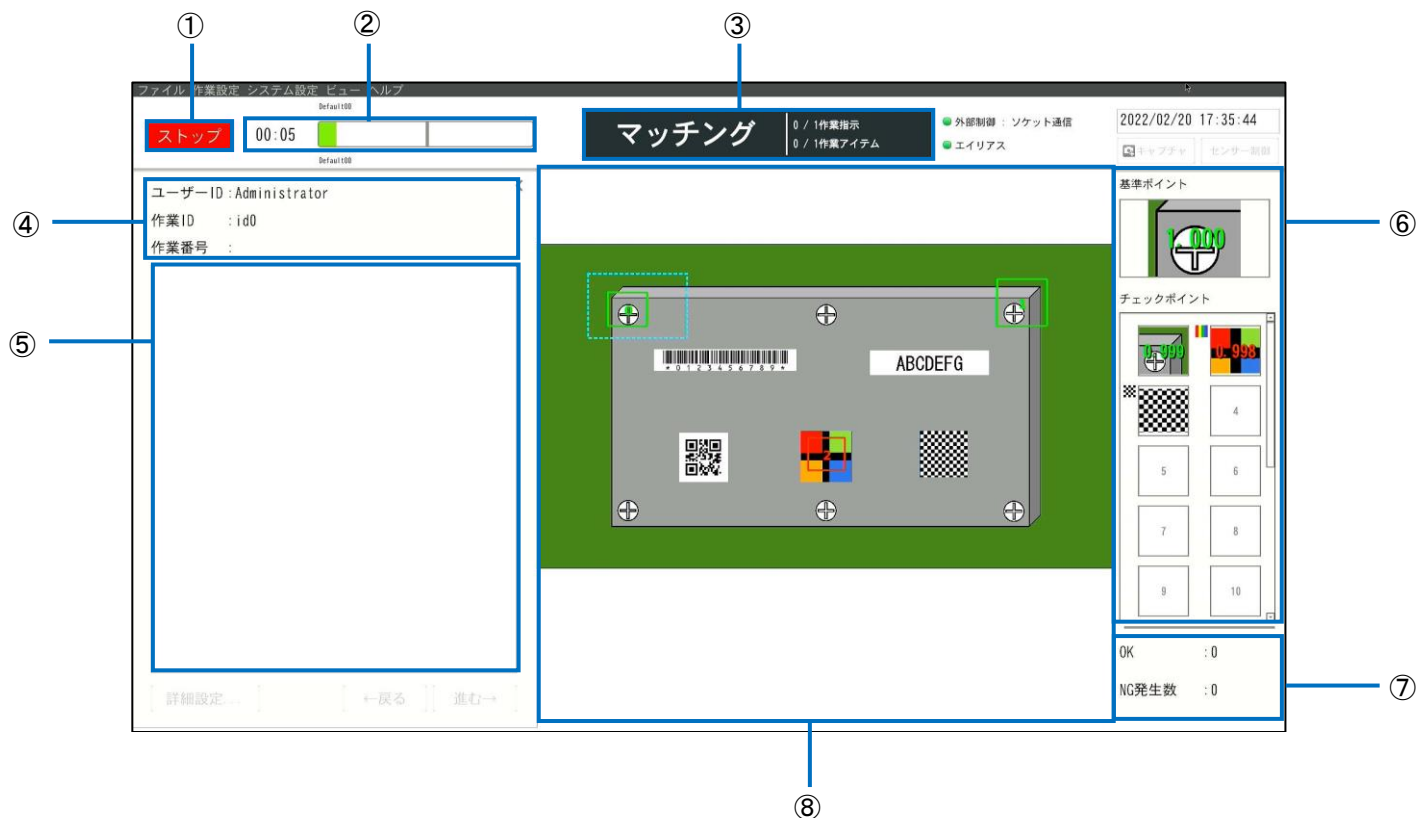 ① ② ③
ファイル 作業設定 システム設定 ビュー ヘルプ
Default00
ストップ
00:05
Default00
マッチング
0 / 1作業指示
0 / 1作業アイテム
外部制御 : ソケット通信
エイリアス
2022/02/20 17:35:44
キャプチャ
センサー制御
④
ユーザーID :Administrator
作業ID :id0
作業番号 :
⑤
詳細設定...
←戻る
進む→
0
1
*0123456789*
ABCDEFG
2
基準ポイント
1.000
⑥
チェックポイント
0.999
0.998
4
5
6
7
8
9
10
OK :0
NG発生数 :0
⑦
⑧